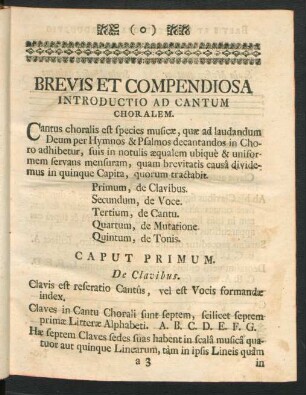 ( o )
BREVIS ET COMPENDIOSA
INTRODUCTIO AD CANTUM
CHORALEM.
Cantus choralis est species musicæ, quæ ad laudandum
Deum per Hymnos & Psalmos decantandos in Cho-
ro adhibetur, suis in notulis æqualem ubiquè & unifor-
mem servans mensuram, quam brevitatis causâ divide-
mus in quinque Capita, quorum tractabit.
Primum, de Clavibus.
Secundum, de Voce.
Tertium, de Cantu.
Quartum, de Mutatione.
Quintum, de Tonis.
CAPUT PRIMUM.
De Clavibus.
Clavis est reseratio Cantûs, vel est Vocis formandæ
index.
Claves in Cantu Chorali sunt septem, scilicet septem
primæ Litteræ Alphabeti. A. B. C. D. E. F. G.
Hæ septem Claves sedes suas habent in scalâ musicâ qua-
tuor aut quinque Linearum, tàm in ipsis Lineis quàm
a 3
in